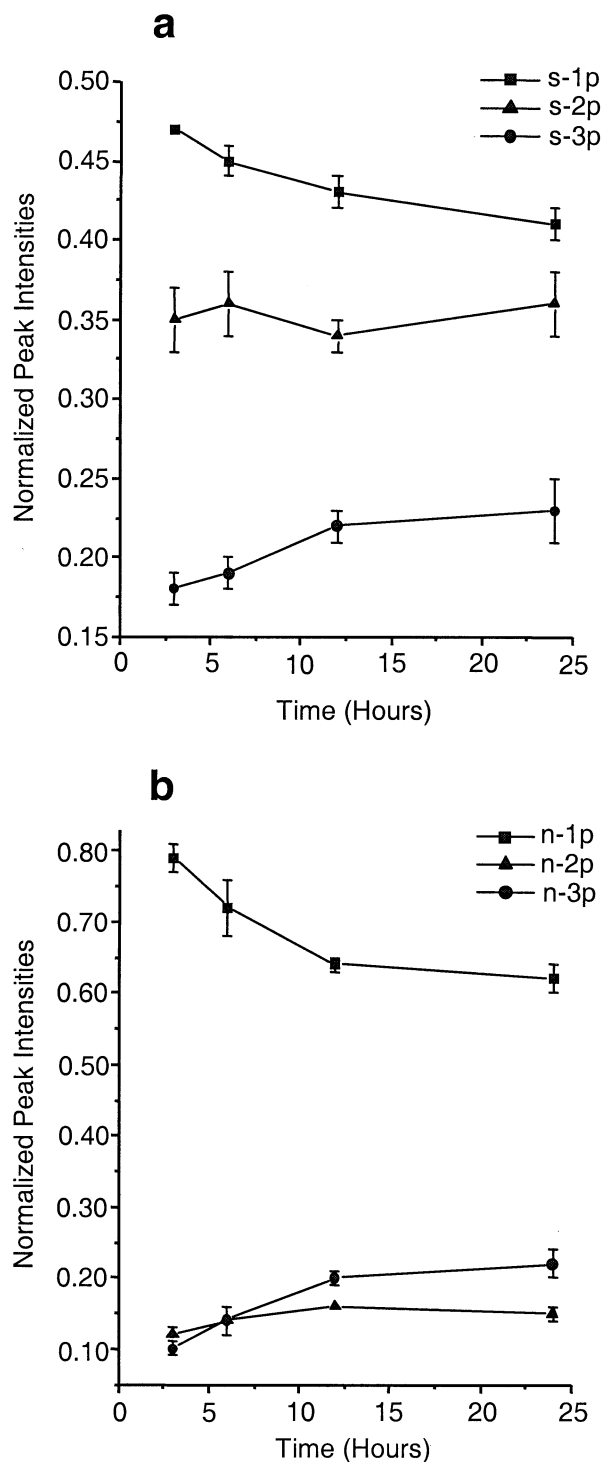 a
s-1p
s-2p
s-3p
Normalized Peak Intensities
0.50
0.45
0.40
0.35
0.30
0.25
0.20
0.15
0 5 10 15 20 25
Time (Hours)
b
n-1p
n-2p
n-3p
Normalized Peak Intensities
0.80
0.70
0.60
0.50
0.40
0.30
0.20
0.10
0 5 10 15 20 25
Time (Hours)